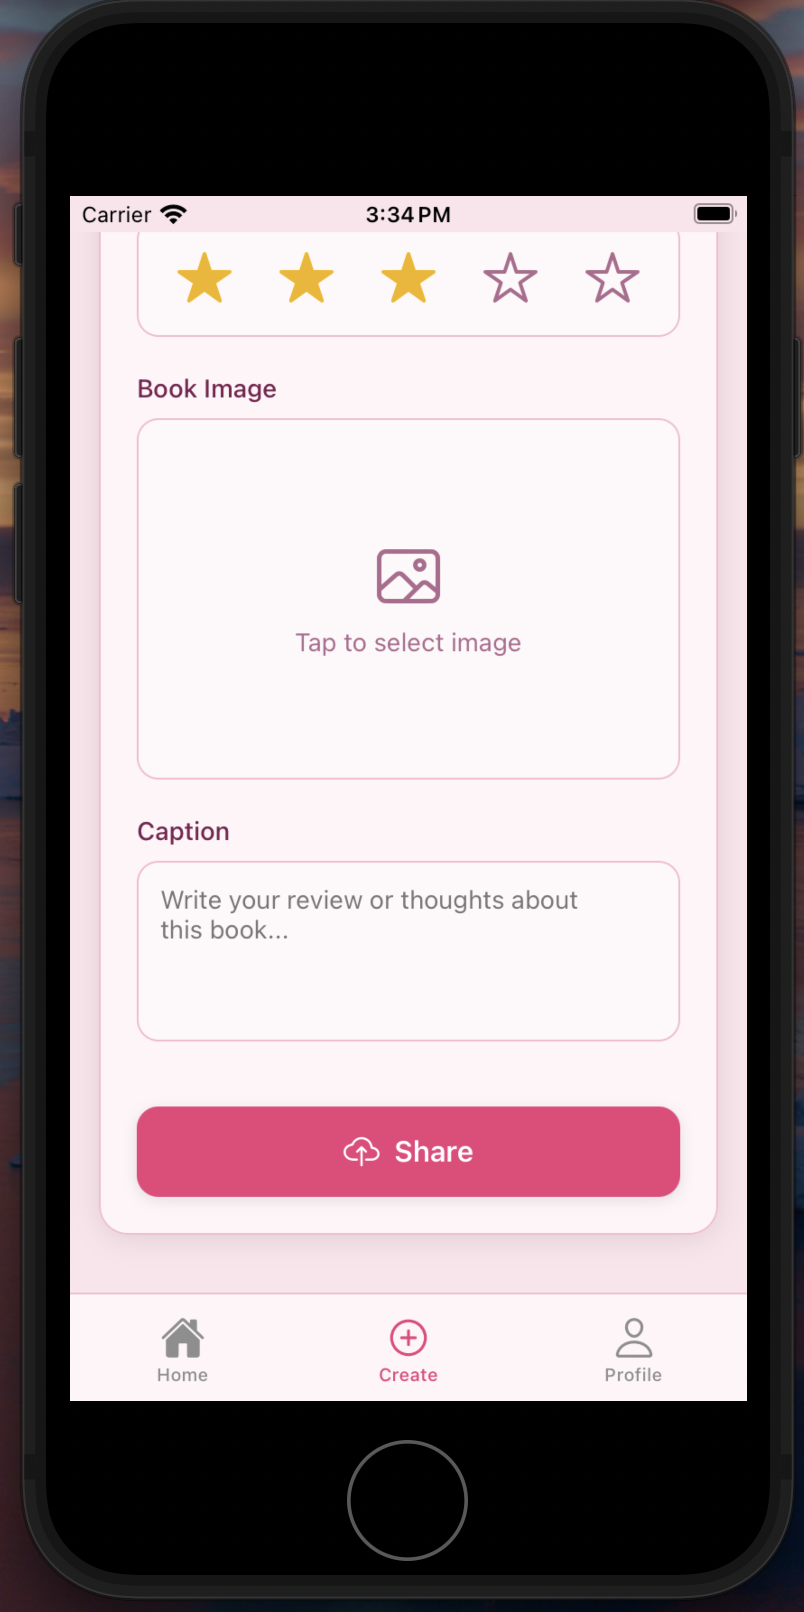 Carrier 3:34 PM
Book Image
Tap to select image
Caption
Write your review or thoughts about
this book...
Share
Home Create Profile